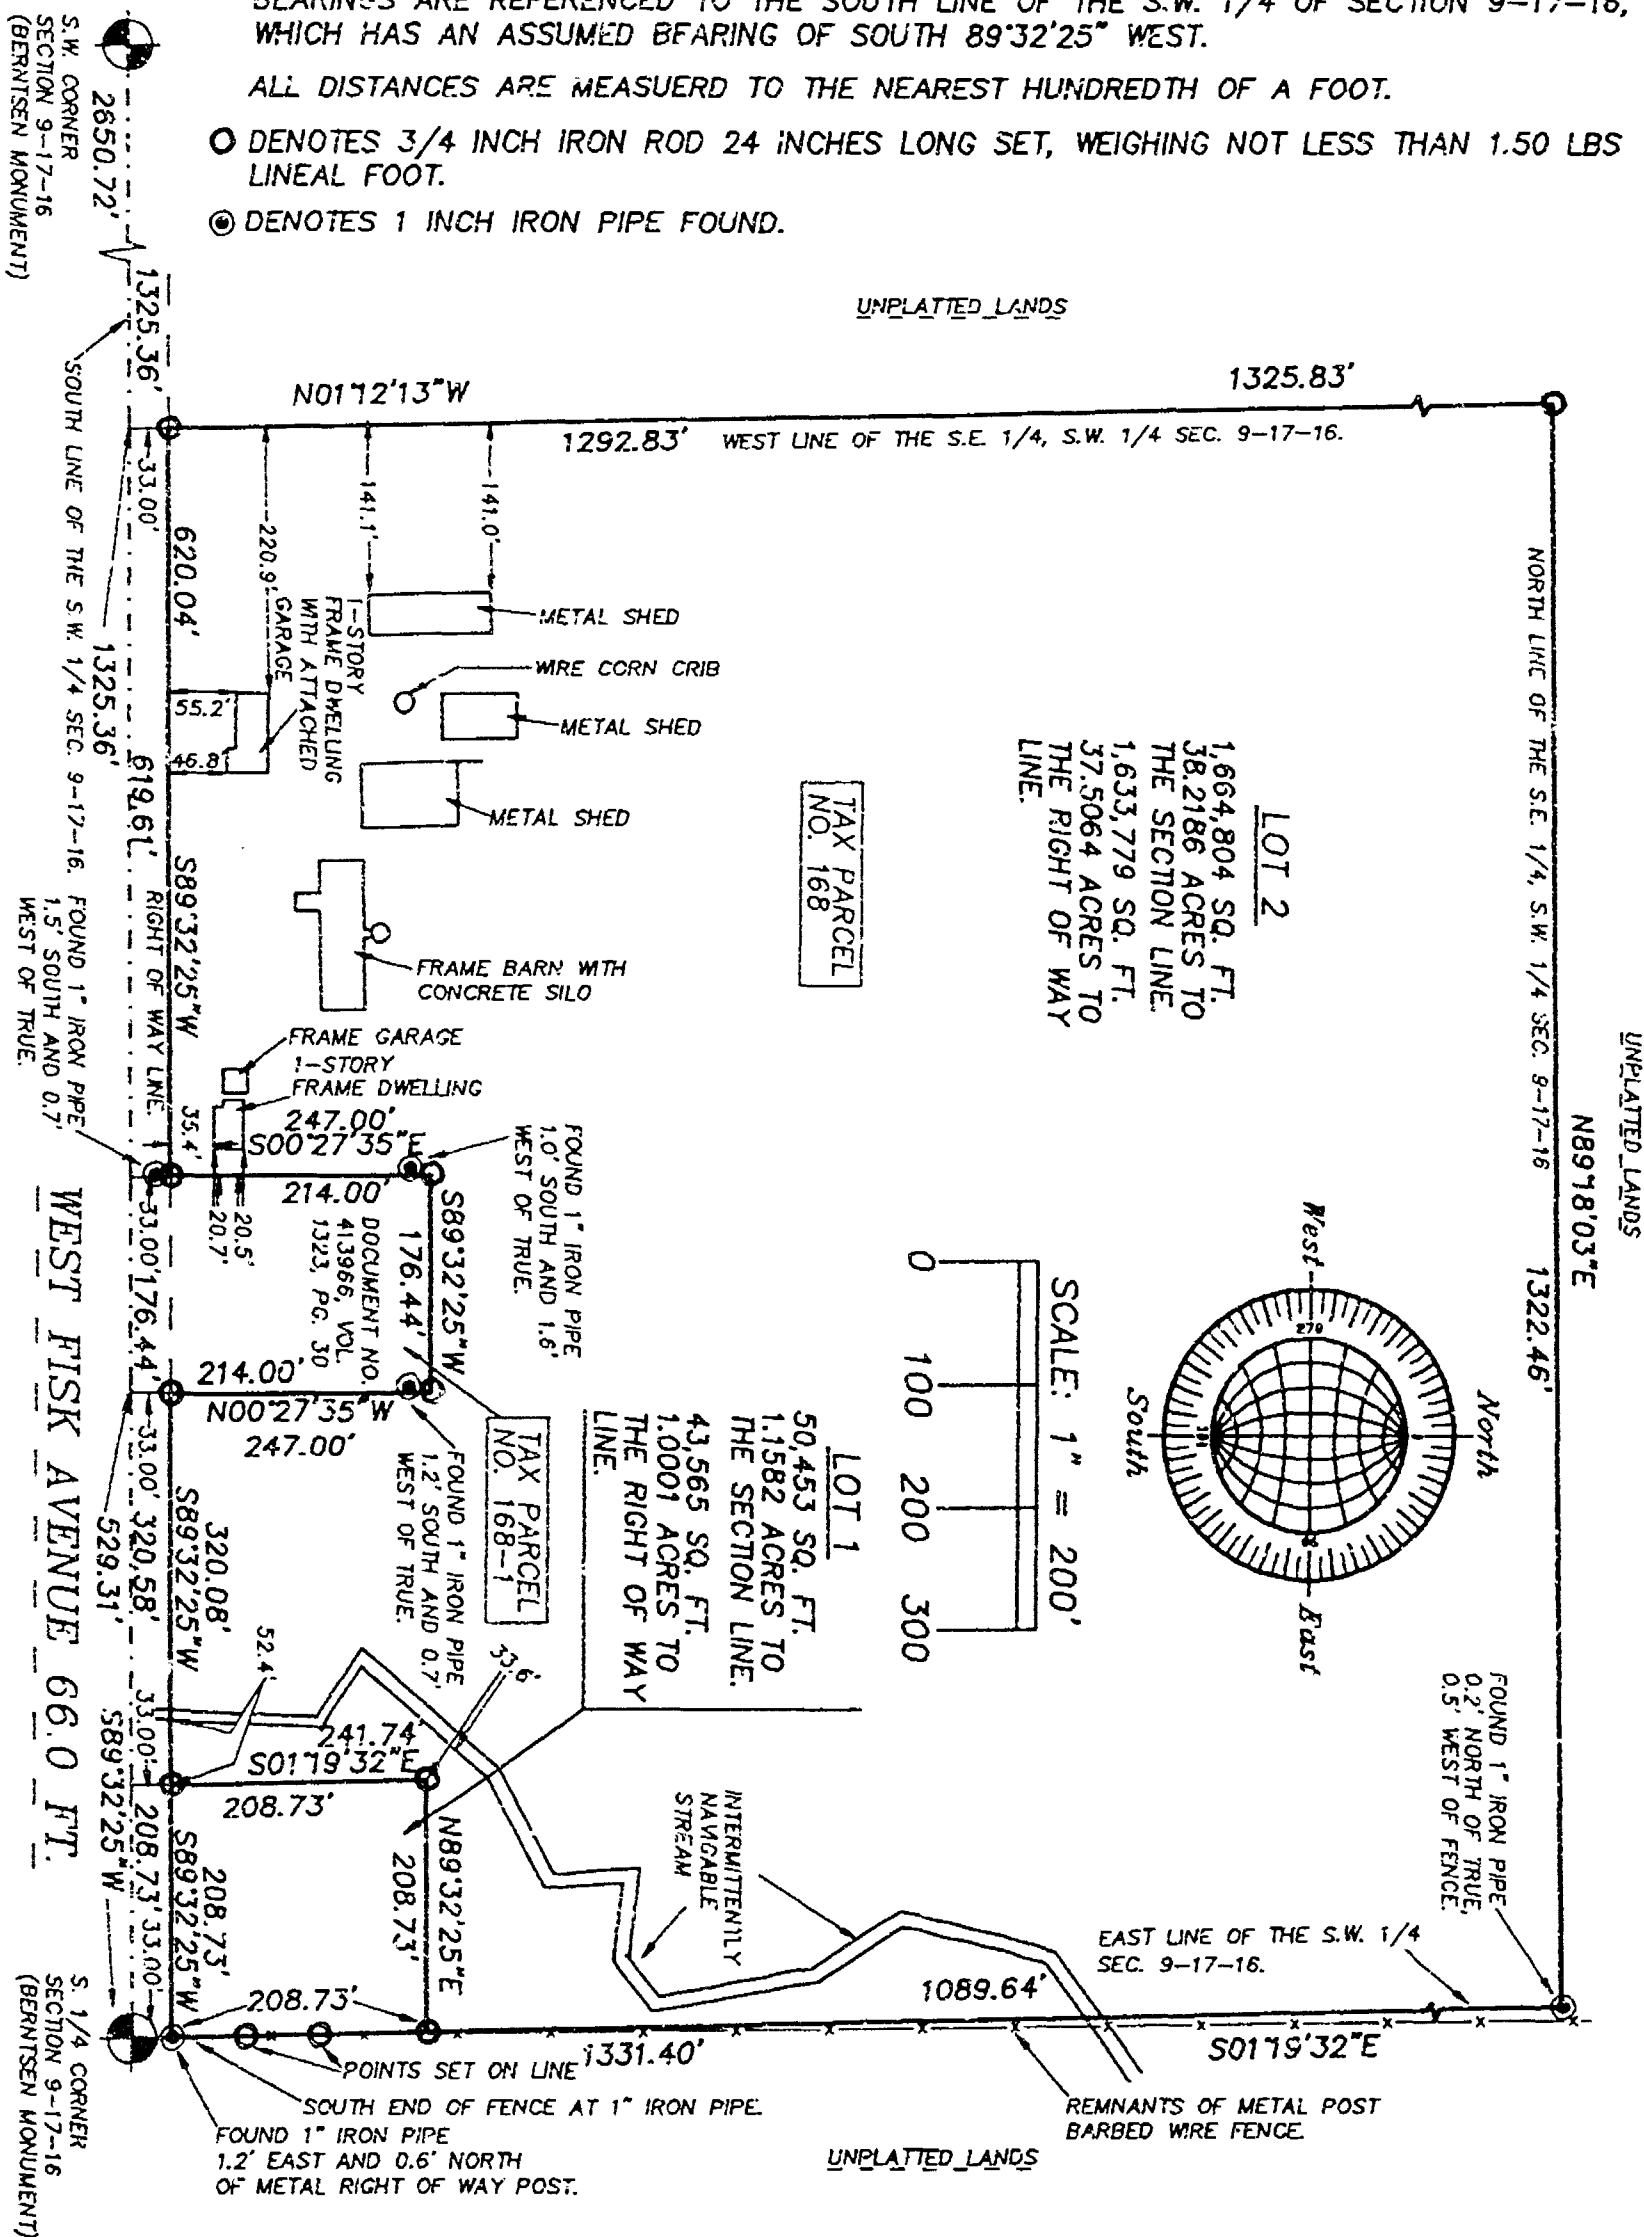 BEARINGS ARE REFERENCED TO THE SOUTH LINE OF THE S.W. 1/4 OF SECTION 9-17-16,
WHICH HAS AN ASSUMED BEARING OF SOUTH 89°32'25" WEST.
ALL DISTANCES ARE MEASUERD TO THE NEAREST HUNDREDTH OF A FOOT.
DENOTES 3/4 INCH IRON ROD 24 INCHES LONG SET, WEIGHING NOT LESS THAN 1.50 LBS
LINEAL FOOT.
DENOTES 1 INCH IRON PIPE FOUND.
S.W. CORNER
SECTION 9-17-16
(BERNTSEN MONUMENT)
2650.72'
1325.36'
SOUTH LINE OF THE S.W. 1/4 SEC. 9-17-16.
UNPLATTED LANDS
N01°12'13"W
1325.83'
1292.83'
WEST LINE OF THE S.E. 1/4, S.W. 1/4 SEC. 9-17-16.
33.00'
620.04'
220.9'
141.1'
141.0'
1-STORY
FRAME DWELLING
WITH ATTACHED
GARAGE
METAL SHED
WIRE CORN CRIB
METAL SHED
METAL SHED
55.2'
46.8'
1325.36'
619.61'
RIGHT OF WAY LINE.
S89°32'25"W
FRAME BARN WITH
CONCRETE SILO
FRAME GARAGE
1-STORY
FRAME DWELLING
TAX PARCEL
NO. 168
LOT 2
1,664,804 SQ. FT.
38.2186 ACRES TO
THE SECTION LINE.
1,633,779 SQ. FT.
37.5064 ACRES TO
THE RIGHT OF WAY
LINE.
NORTH LINE OF THE S.E. 1/4, S.W. 1/4 SEC. 9-17-16
UNPLATTED LANDS
N89°18'03"E
1322.46'
FOUND 1" IRON PIPE
1.5' SOUTH AND 0.7'
WEST OF TRUE.
35.4'
247.00'
S00°27'35"E
214.00'
20.5'
20.7'
FOUND 1" IRON PIPE
1.0' SOUTH AND 1.6'
WEST OF TRUE.
S89°32'25"W
176.44'
DOCUMENT NO.
413966, VOL.
1323, PG. 30
33.00'
176.44'
214.00'
N00°27'35"W
247.00'
FOUND 1" IRON PIPE
1.2' SOUTH AND 0.7'
WEST OF TRUE.
TAX PARCEL
NO. 168-1
LOT 1
50,453 SQ. FT.
1.1582 ACRES TO
THE SECTION LINE.
43,565 SQ. FT.
1.0001 ACRES TO
THE RIGHT OF WAY
LINE.
SCALE: 1" = 200'
0 100 200 300
North
West
East
South
270
WEST FISK AVENUE 66.0 FT.
33.00'
320.58'
529.31'
320.08'
S89°32'25"W
52.4'
33.6'
33.00'
S89°32'25"W
241.74'
S01°19'32"E
208.73'
N89°32'25"E
208.73'
208.73'
208.73'
S89°32'25"W
33.00'
208.73'
INTERMITTENTLY
NAVIGABLE
STREAM
FOUND 1" IRON PIPE
0.2' NORTH OF TRUE,
0.5' WEST OF FENCE.
EAST LINE OF THE S.W. 1/4
SEC. 9-17-16.
1089.64'
1331.40'
S01°19'32"E
POINTS SET ON LINE
SOUTH END OF FENCE AT 1" IRON PIPE.
FOUND 1" IRON PIPE
1.2' EAST AND 0.6' NORTH
OF METAL RIGHT OF WAY POST.
REMNANTS OF METAL POST
BARBED WIRE FENCE.
UNPLATTED LANDS
S. 1/4 CORNER
SECTION 9-17-16
(BERNTSEN MONUMENT)